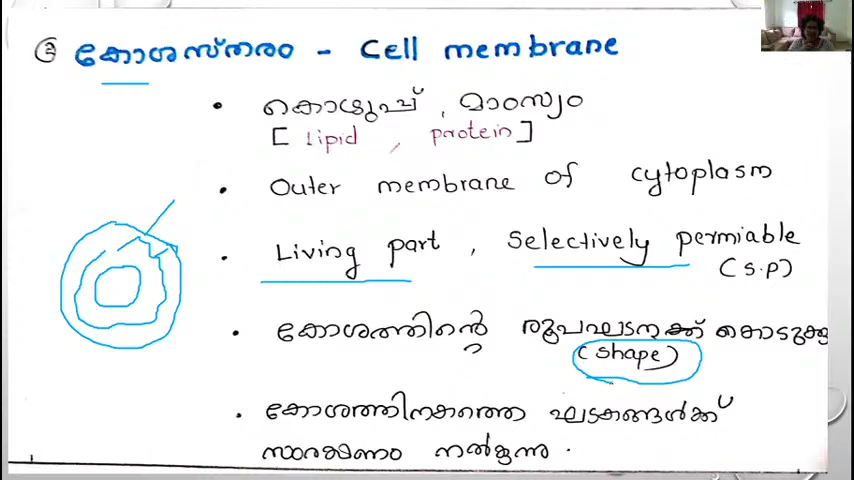 ② കോശസ്തരം - Cell membrane
• കൊഴുപ്പ് , മാംസ്യം
[ lipid , protein ]
• Outer membrane of cytoplasm
• Living part , Selectively permiable
( S.P )
• കോശത്തിന്റെ രൂപഘടനക്ക് കൊടുക്കു
( shape )
• കോശത്തിനകത്തെ ഘടകങ്ങൾക്ക്
സംരക്ഷണം നൽകുന്നു .